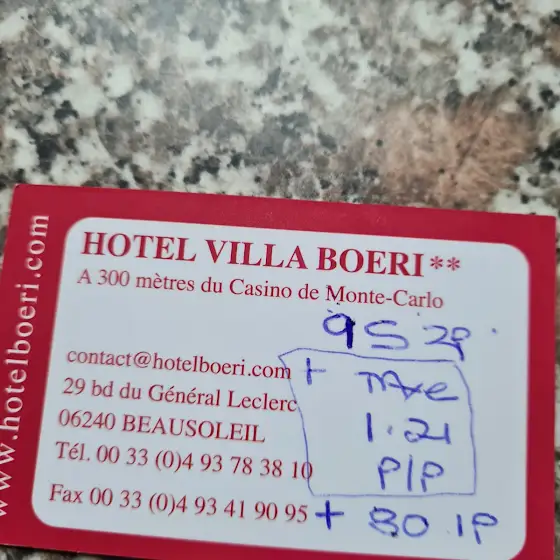 HOTEL VILLA BOERI**
A 300 mètres du Casino de Monte-Carlo
95 2P
contact@hotelboeri.com
+ Taxe
29 bd du Général Leclerc
1.21
06240 BEAUSOLEIL
P/P
Tél. 00 33 (0)4 93 78 38 10
Fax 00 33 (0)4 93 41 90 95
+ 80 1P
www.hotelboeri.com